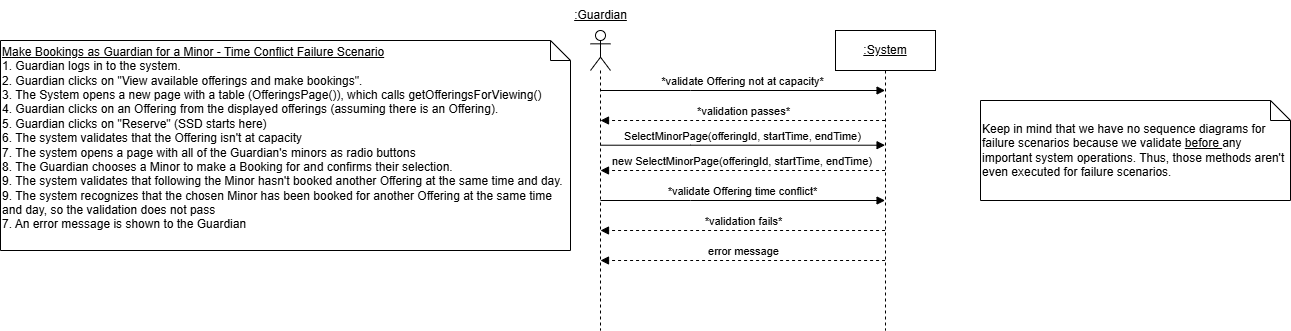 Make Bookings as Guardian for a Minor - Time Conflict Failure Scenario
1. Guardian logs in to the system.
2. Guardian clicks on "View available offerings and make bookings".
3. The System opens a new page with a table (OfferingsPage()), which calls getOfferingsForViewing()
4. Guardian clicks on an Offering from the displayed offerings (assuming there is an Offering).
5. Guardian clicks on "Reserve" (SSD starts here)
6. The system validates that the Offering isn't at capacity
7. The system opens a page with all of the Guardian's minors as radio buttons
8. The Guardian chooses a Minor to make a Booking for and confirms their selection.
9. The system validates that following the Minor hasn't booked another Offering at the same time and day.
9. The system recognizes that the chosen Minor has been booked for another Offering at the same time
and day, so the validation does not pass
7. An error message is shown to the Guardian
:Guardian
:System
*validate Offering not at capacity*
*validation passes*
SelectMinorPage(offeringId, startTime, endTime)
new SelectMinorPage(offeringId, startTime, endTime)
*validate Offering time conflict*
*validation fails*
error message
Keep in mind that we have no sequence diagrams for
failure scenarios because we validate before any
important system operations. Thus, those methods aren't
even executed for failure scenarios.